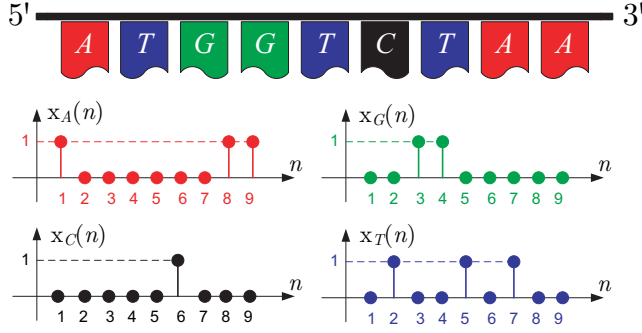 5' 3'
A T G G T C T A A
x_A(n)
1
n
1 2 3 4 5 6 7 8 9
x_G(n)
1
n
1 2 3 4 5 6 7 8 9
x_C(n)
1
n
1 2 3 4 5 6 7 8 9
x_T(n)
1
n
1 2 3 4 5 6 7 8 9